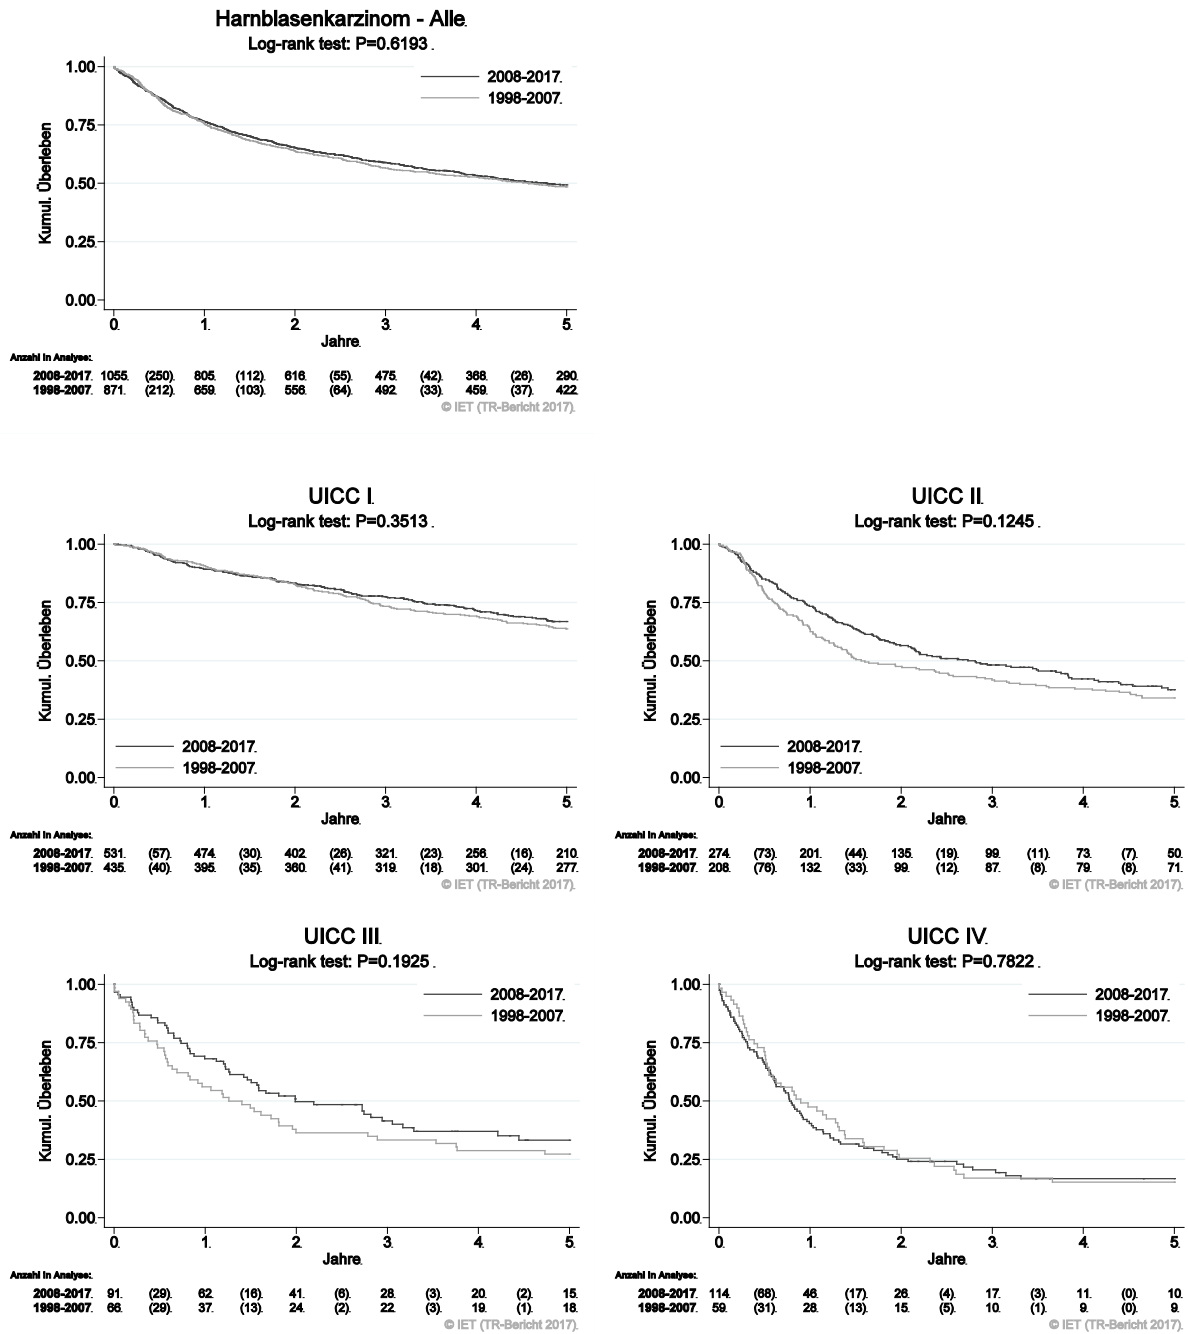 Harnblasenkarzinom - Alle.
Log-rank test: P=0.6193 .
1.00.
0.75.
0.50.
0.25.
0.00.
Kumul. Überleben
2008-2017.
1998-2007.
0. 1. 2. 3. 4. 5.
Jahre.
Anzahl in Analyse:.
2008-2017. 1055. (250). 805. (112). 616. (55). 475. (42). 368. (26). 290.
1998-2007. 871. (212). 659. (103). 556. (64). 492. (33). 459. (37). 422.
© IET (TR-Bericht 2017).
UICC I.
Log-rank test: P=0.3513 .
1.00.
0.75.
0.50.
0.25.
0.00.
Kumul. Überleben
2008-2017.
1998-2007.
0. 1. 2. 3. 4. 5.
Jahre.
Anzahl in Analyse:.
2008-2017. 531. (57). 474. (30). 402. (26). 321. (23). 256. (16). 210.
1998-2007. 435. (40). 395. (35). 360. (41). 319. (18). 301. (24). 277.
© IET (TR-Bericht 2017).
UICC II.
Log-rank test: P=0.1245 .
1.00.
0.75.
0.50.
0.25.
0.00.
Kumul. Überleben
2008-2017.
1998-2007.
0. 1. 2. 3. 4. 5.
Jahre.
Anzahl in Analyse:.
2008-2017. 274. (73). 201. (44). 135. (19). 99. (11). 73. (7). 50.
1998-2007. 208. (76). 132. (33). 99. (12). 87. (8). 79. (8). 71.
© IET (TR-Bericht 2017).
UICC III.
Log-rank test: P=0.1925 .
1.00.
0.75.
0.50.
0.25.
0.00.
Kumul. Überleben
2008-2017.
1998-2007.
0. 1. 2. 3. 4. 5.
Jahre.
Anzahl in Analyse:.
2008-2017. 91. (29). 62. (16). 41. (6). 28. (3). 20. (2). 15.
1998-2007. 66. (29). 37. (13). 24. (2). 22. (3). 19. (1). 18.
© IET (TR-Bericht 2017).
UICC IV.
Log-rank test: P=0.7822 .
1.00.
0.75.
0.50.
0.25.
0.00.
Kumul. Überleben
2008-2017.
1998-2007.
0. 1. 2. 3. 4. 5.
Jahre.
Anzahl in Analyse:.
2008-2017. 114. (68). 46. (17). 26. (4). 17. (3). 11. (0). 10.
1998-2007. 59. (31). 28. (13). 15. (5). 10. (1). 9. (0). 9.
© IET (TR-Bericht 2017).